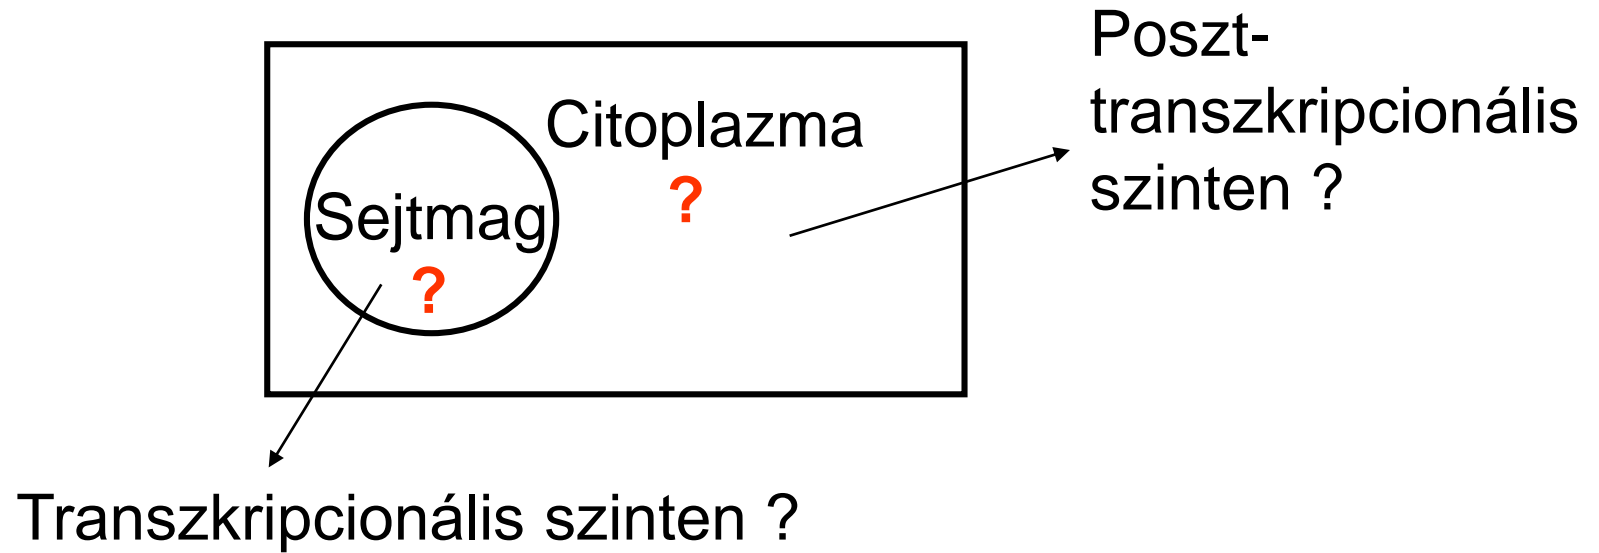 Poszt-
transzkripcionális
szinten ?
Citoplazma
?
Sejtmag
?
Transzkripcionális szinten ?